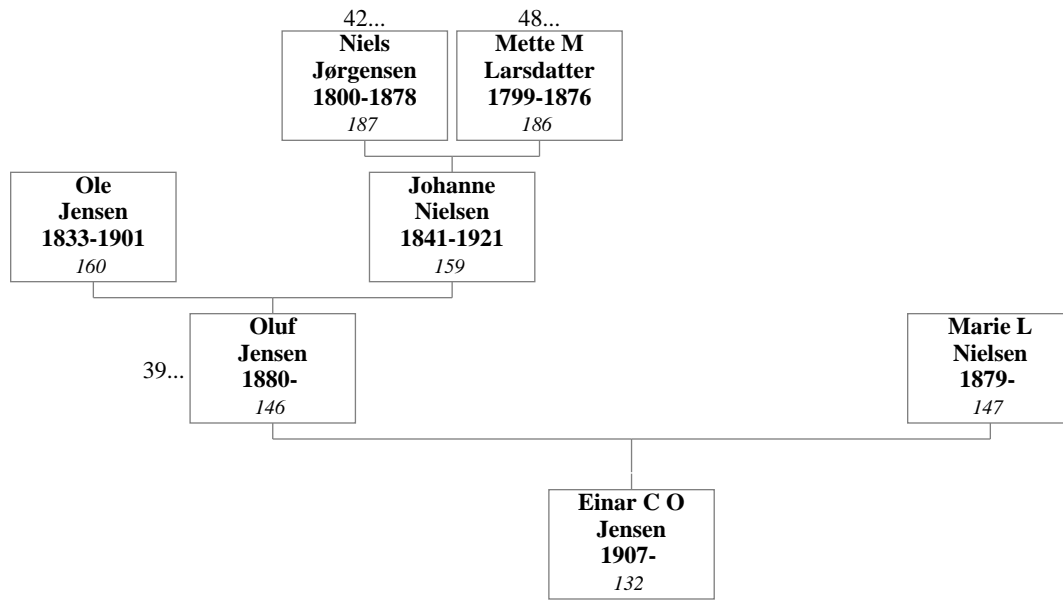 42...
Niels
Jørgensen
1800-1878
187
48...
Mette M
Larsdatter
1799-1876
186
Ole
Jensen
1833-1901
160
Johanne
Nielsen
1841-1921
159
39...
Oluf
Jensen
1880-
146
Marie L
Nielsen
1879-
147
Einar C O
Jensen
1907-
132